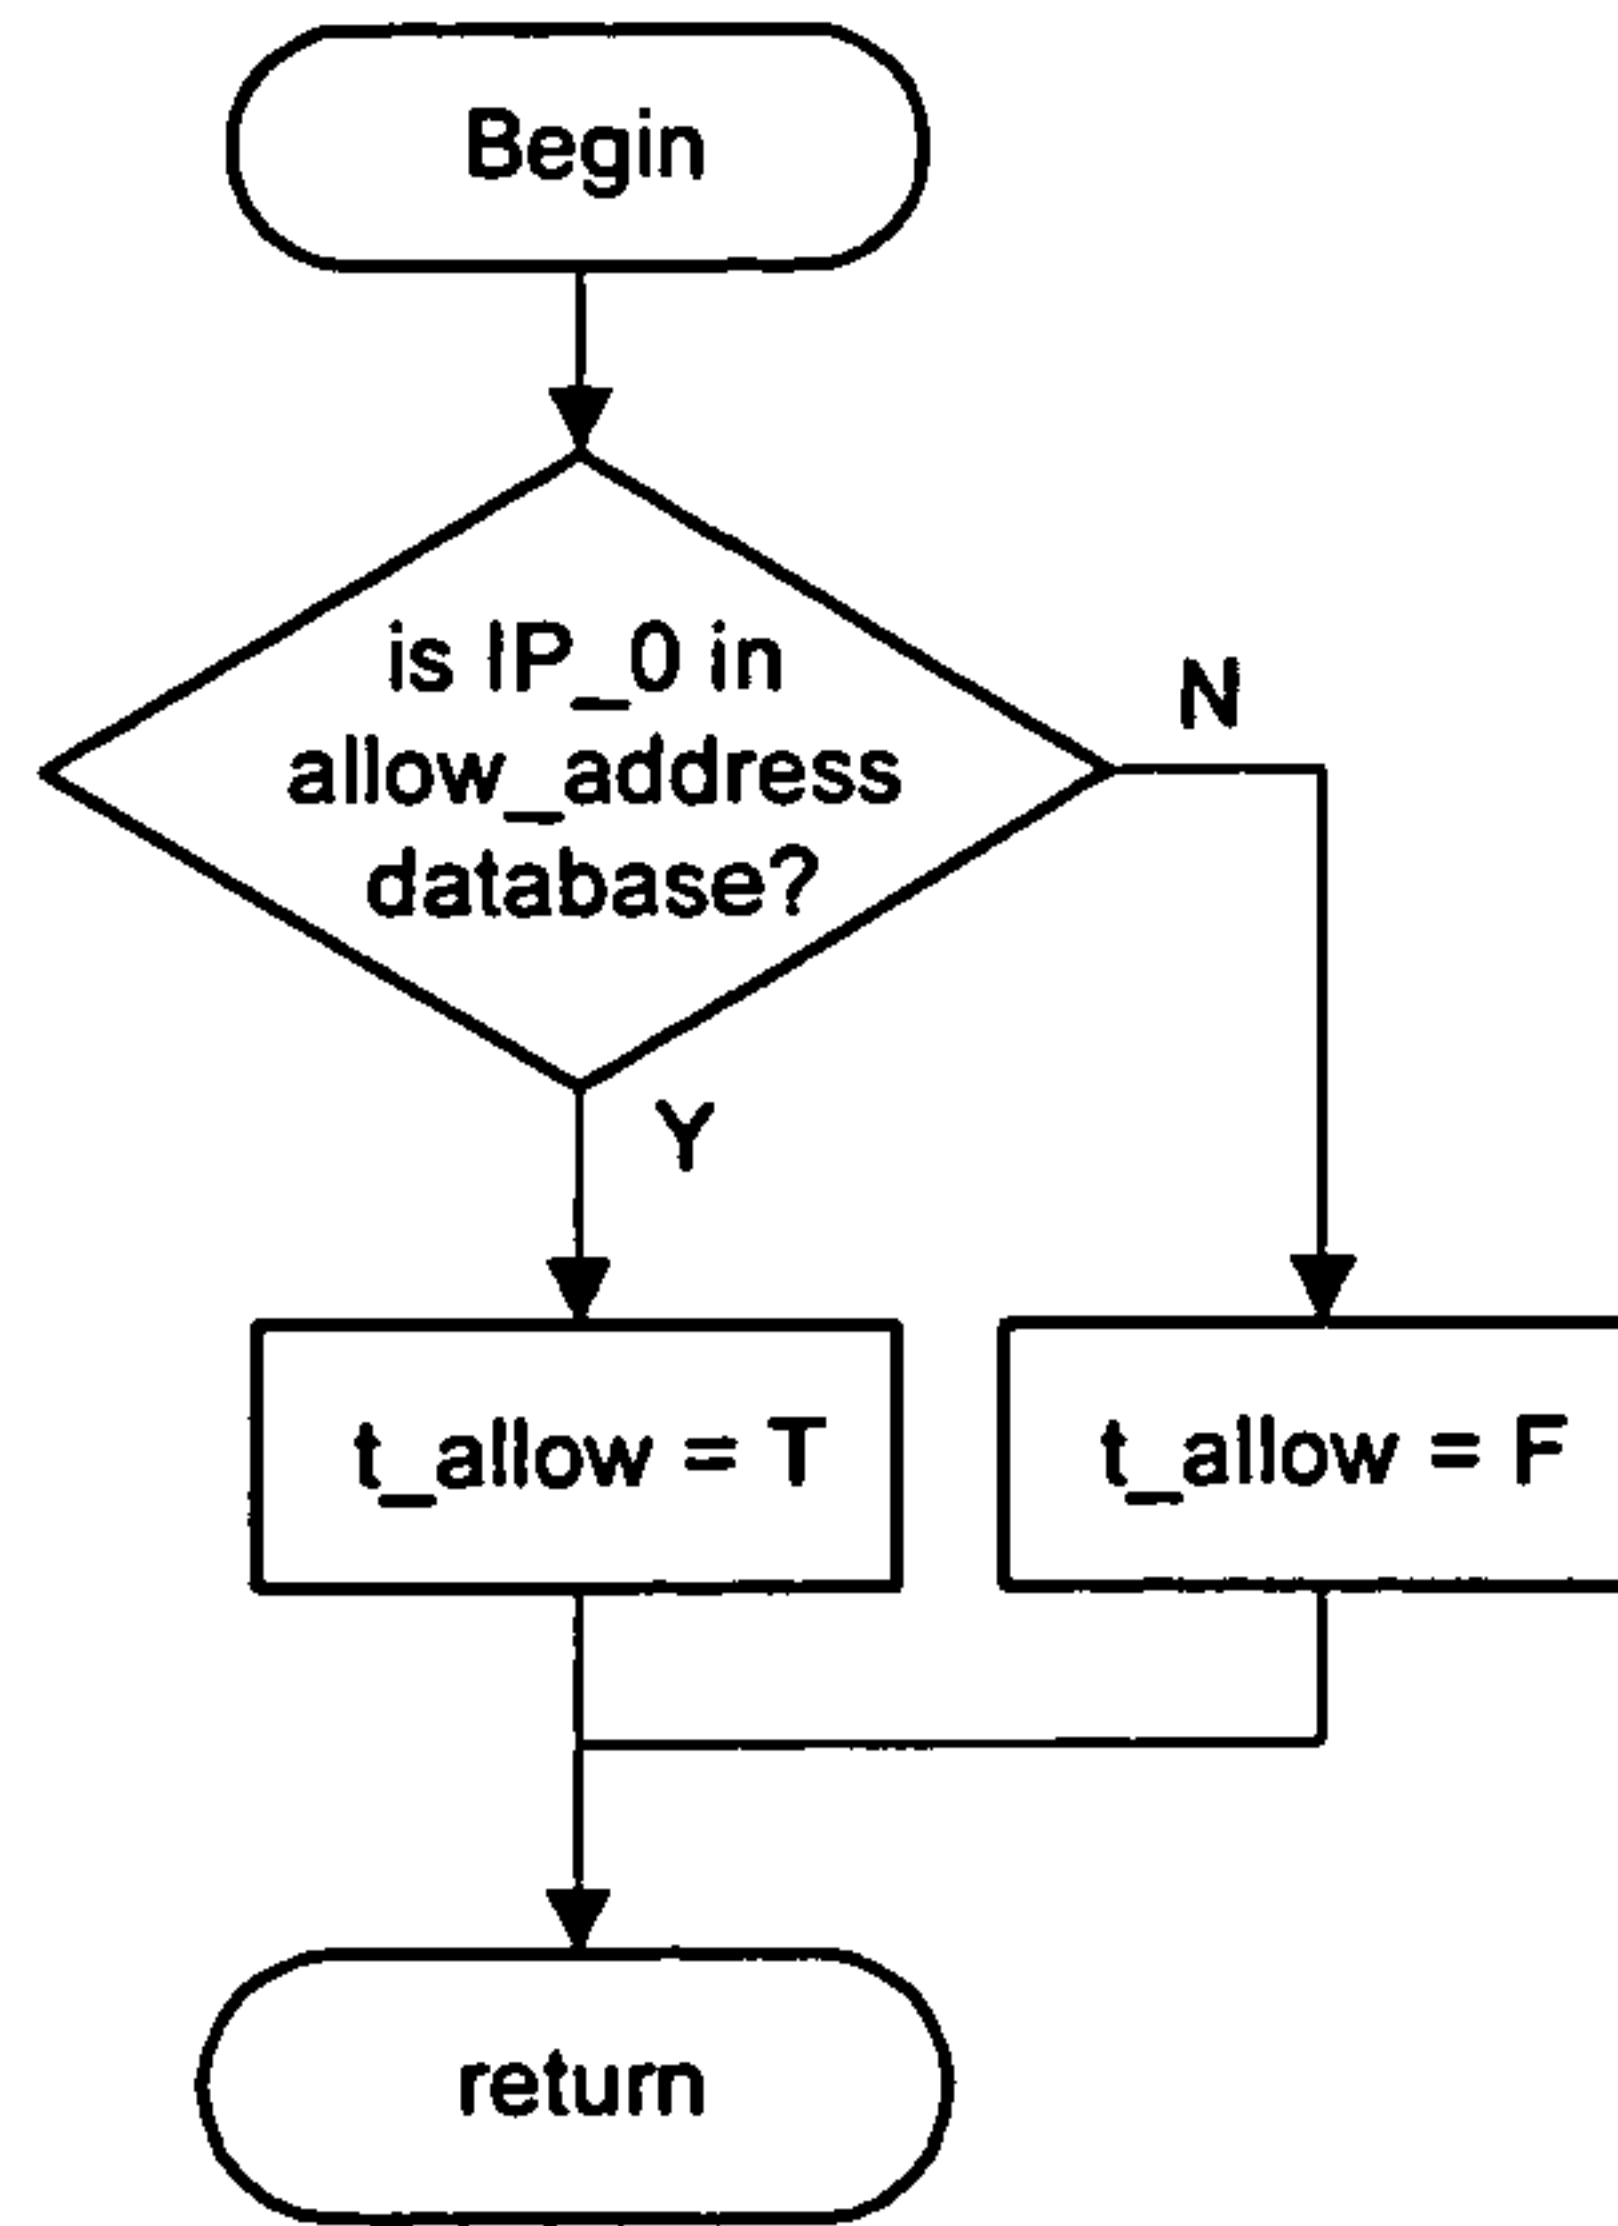 Begin
is IP_0 in
allow_address
database?
N
Y
t_allow = T
t_allow = F
return